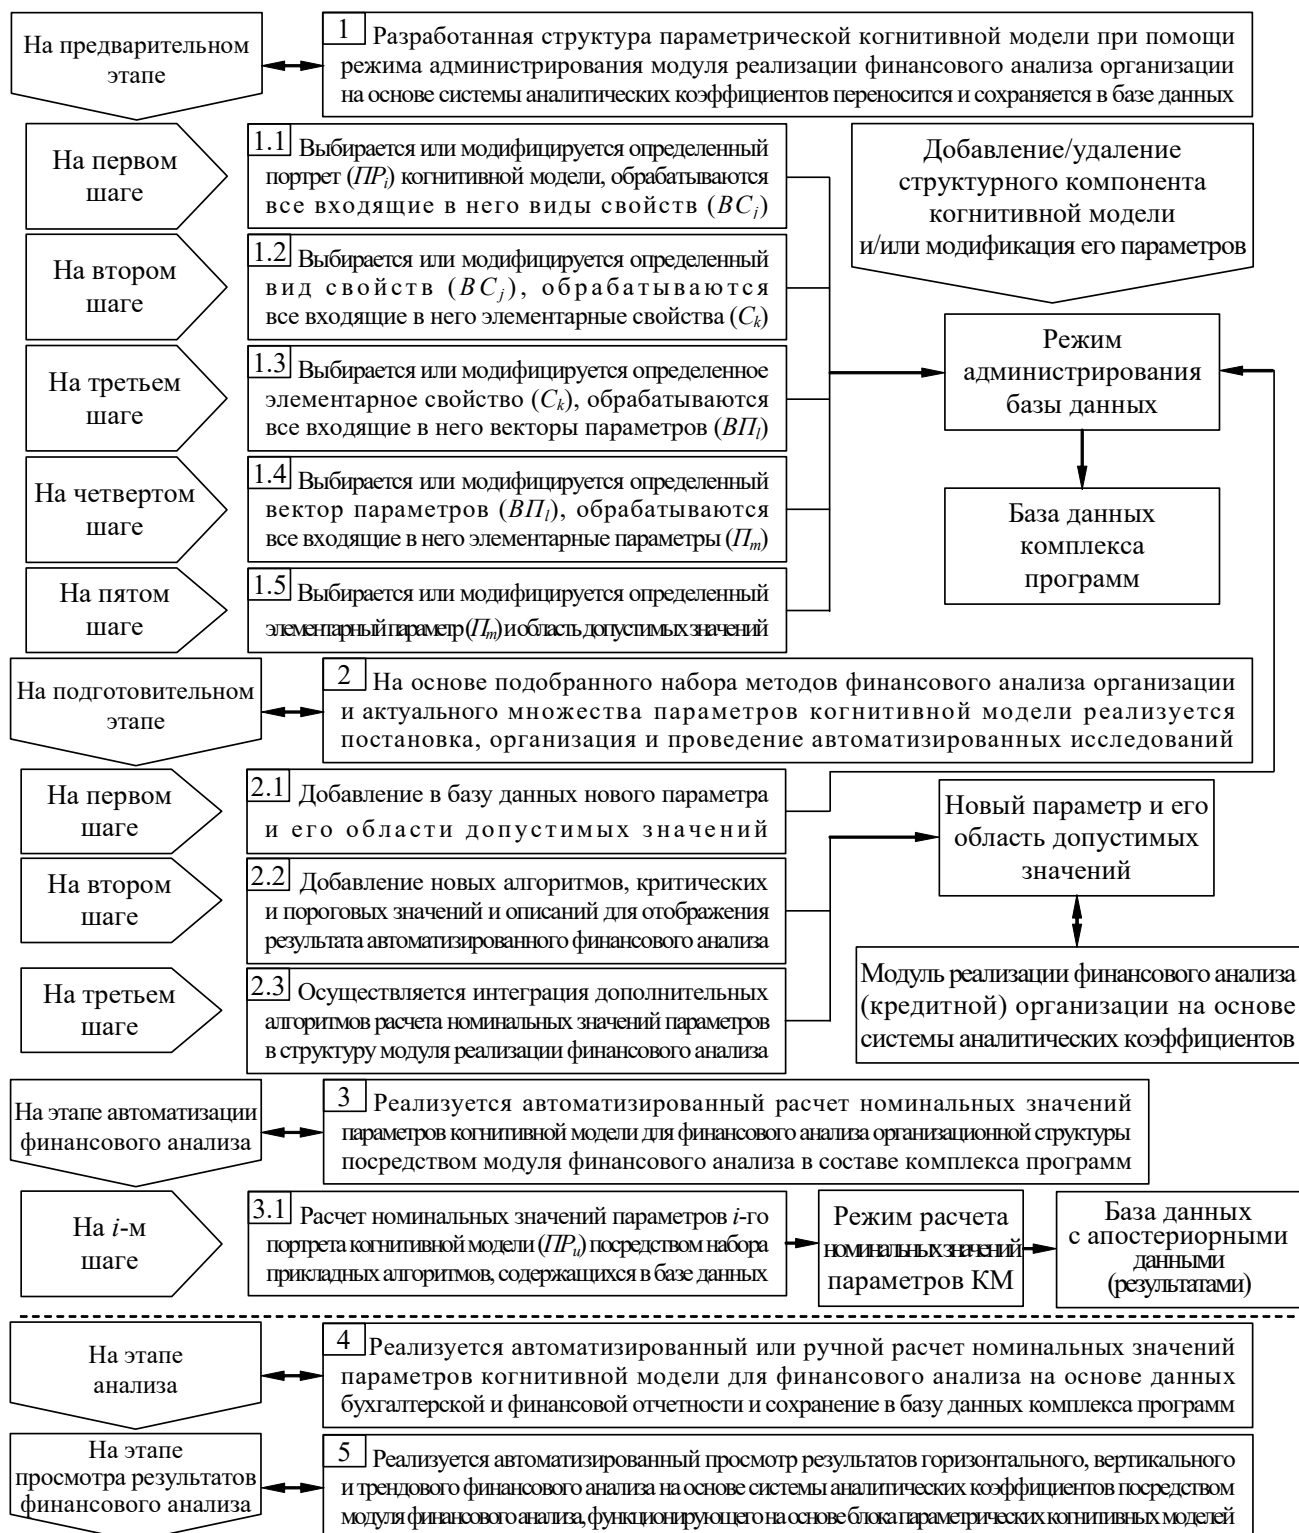 На предварительном
этапе
1
Разработанная структура параметрической когнитивной модели при помощи
режима администрирования модуля реализации финансового анализа организации
на основе системы аналитических коэффициентов переносится и сохраняется в базе данных
На первом
шаге
1.1
Выбирается или модифицируется определенный
портрет (ПРi) когнитивной модели, обрабатываются
все входящие в него виды свойств (ВСj)
Добавление/удаление
структурного компонента
когнитивной модели
и/или модификация его параметров
На втором
шаге
1.2
Выбирается или модифицируется определенный
вид свойств (ВСj), обрабатываются
все входящие в него элементарные свойства (Сk)
На третьем
шаге
1.3
Выбирается или модифицируется определенное
элементарное свойство (Сk), обрабатываются
все входящие в него векторы параметров (ВПl)
Режим
администрирования
базы данных
На четвертом
шаге
1.4
Выбирается или модифицируется определенный
вектор параметров (ВПl), обрабатываются
все входящие в него элементарные параметры (Пm)
База данных
комплекса
программ
На пятом
шаге
1.5
Выбирается или модифицируется определенный
элементарный параметр (Пm) и область допустимых значений
На подготовительном
этапе
2
На основе подобранного набора методов финансового анализа организации
и актуального множества параметров когнитивной модели реализуется
постановка, организация и проведение автоматизированных исследований
На первом
шаге
2.1
Добавление в базу данных нового параметра
и его области допустимых значений
Новый параметр и его
область допустимых
значений
На втором
шаге
2.2
Добавление новых алгоритмов, критических
и пороговых значений и описаний для отображения
результата автоматизированного финансового анализа
На третьем
шаге
2.3
Осуществляется интеграция дополнительных
алгоритмов расчета номинальных значений параметров
в структуру модуля реализации финансового анализа
Модуль реализации финансового анализа
(кредитной) организации на основе
системы аналитических коэффициентов
На этапе автоматизации
финансового анализа
3
Реализуется автоматизированный расчет номинальных значений
параметров когнитивной модели для финансового анализа организационной структуры
посредством модуля финансового анализа в составе комплекса программ
На i-м
шаге
3.1
Расчет номинальных значений параметров i-го
портрета когнитивной модели (ПРu) посредством набора
прикладных алгоритмов, содержащихся в базе данных
Режим расчета
номинальных значений
параметров КМ
База данных
с апостериорными
данными
(результатами)
На этапе
анализа
4
Реализуется автоматизированный или ручной расчет номинальных значений
параметров когнитивной модели для финансового анализа на основе данных
бухгалтерской и финансовой отчетности и сохранение в базу данных комплекса программ
На этапе
просмотра результатов
финансового анализа
5
Реализуется автоматизированный просмотр результатов горизонтального, вертикального
и трендового финансового анализа на основе системы аналитических коэффициентов посредством
модуля финансового анализа, функционирующего на основе блока параметрических когнитивных моделей